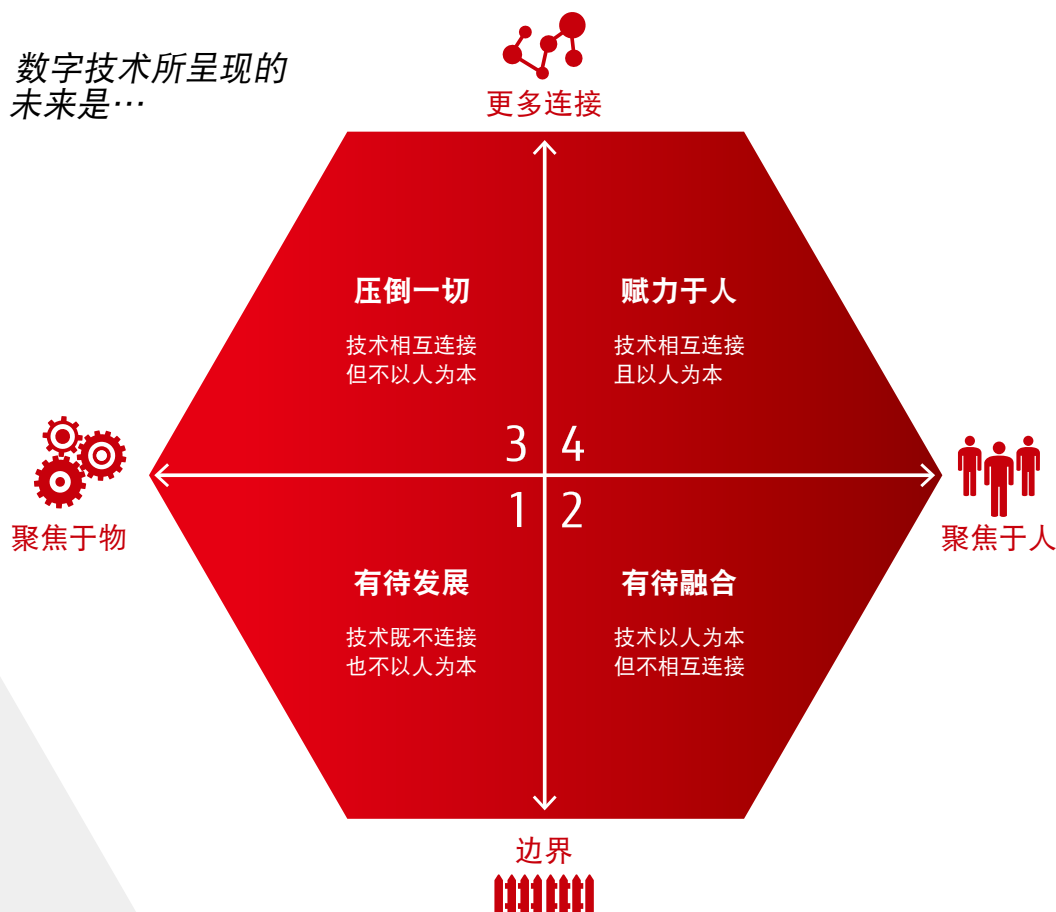 数字技术所呈现的
未来是…
更多连接
压倒一切
技术相互连接
但不以人为本
赋力于人
技术相互连接
且以人为本
3
4
聚焦于物
聚焦于人
1
2
有待发展
技术既不连接
也不以人为本
有待融合
技术以人为本
但不相互连接
边界